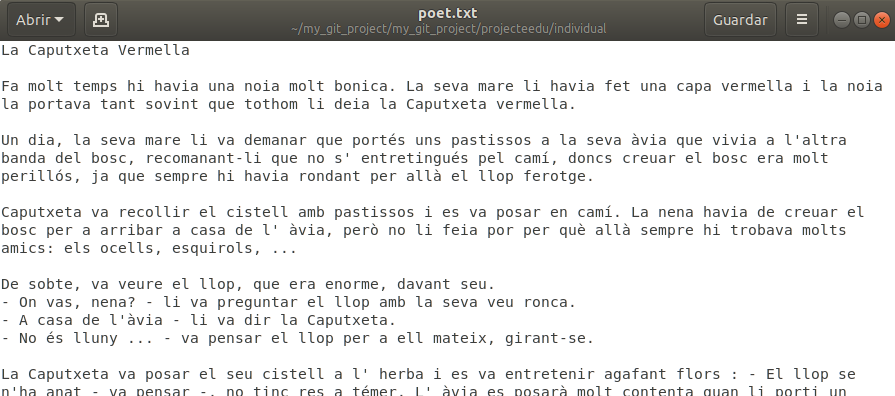 Abrir
poet.txt
~/my_git_project/my_git_project/projecteedu/individual
Guardar
La Caputxeta Vermella
Fa molt temps hi havia una noia molt bonica. La seva mare li havia fet una capa vermella i la noia
la portava tant sovint que tothom li deia la Caputxeta vermella.
Un dia, la seva mare li va demanar que portés uns pastissos a la seva àvia que vivia a l'altra
banda del bosc, recomanant-li que no s' entretingués pel camí, doncs creuar el bosc era molt
perillós, ja que sempre hi havia rondant per allà el llop ferotge.
Caputxeta va recollir el cistell amb pastissos i es va posar en camí. La nena havia de creuar el
bosc per a arribar a casa de l' àvia, però no li feia por per què allà sempre hi trobava molts
amics: els ocells, esquirols, ...
De sobte, va veure el llop, que era enorme, davant seu.
- On vas, nena? - li va preguntar el llop amb la seva veu ronca.
- A casa de l'àvia - li va dir la Caputxeta.
- No és lluny ... - va pensar el llop per a ell mateix, girant-se.
La Caputxeta va posar el seu cistell a l' herba i es va entretenir agafant flors : - El llop se
n'ha anat - va pensar -, no tinc res a témer. L' àvia es posarà molt contenta quan li porti un